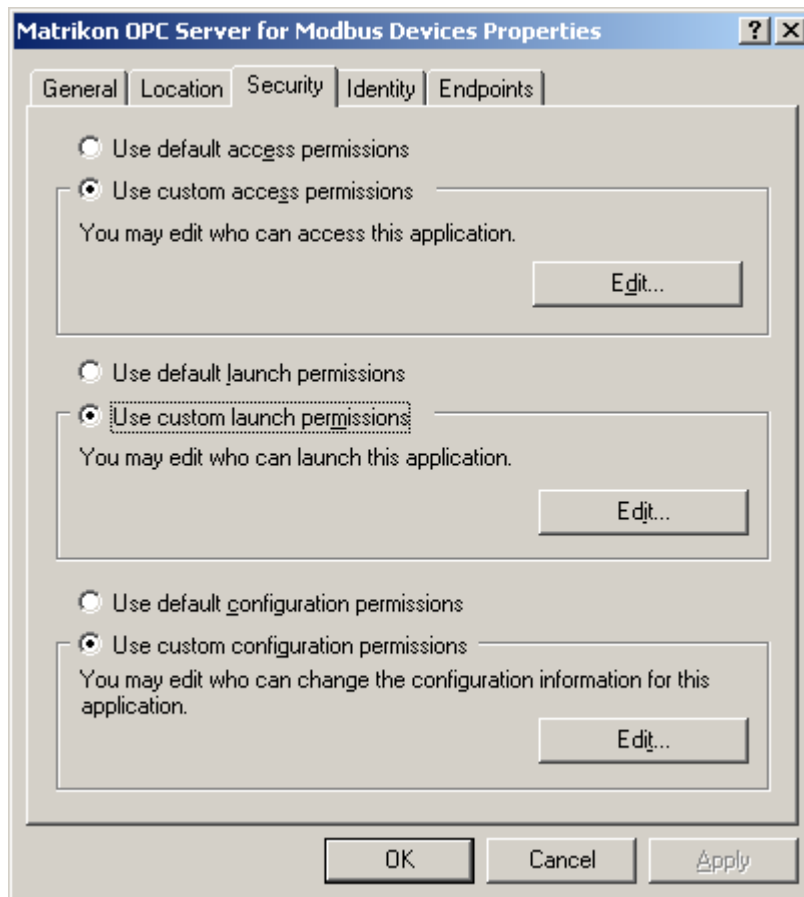 Matrikon OPC Server for Modbus Devices Properties
General Location Security Identity Endpoints
Use default access permissions
Use custom access permissions
You may edit who can access this application.
Edit...
Use default launch permissions
Use custom launch permissions
You may edit who can launch this application.
Edit...
Use default configuration permissions
Use custom configuration permissions
You may edit who can change the configuration information for this
application.
Edit...
OK Cancel Apply